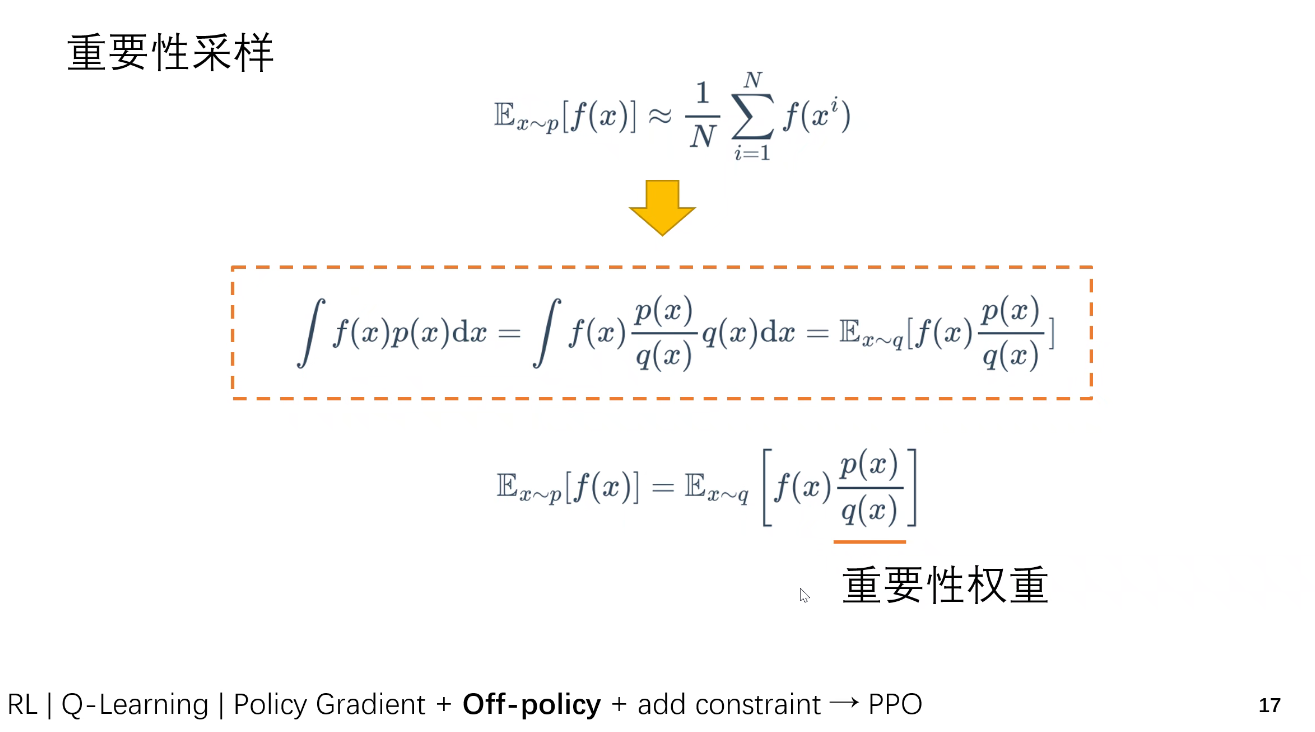 重要性采样
$\mathbb{E}_{x\sim p}[f(x)] \approx \frac{1}{N} \sum_{i=1}^{N} f(x^i)$
$\int f(x)p(x)\mathrm{d}x = \int f(x)\frac{p(x)}{q(x)}q(x)\mathrm{d}x = \mathbb{E}_{x\sim q}[f(x)\frac{p(x)}{q(x)}]$
$\mathbb{E}_{x\sim p}[f(x)] = \mathbb{E}_{x\sim q}\left[f(x)\frac{p(x)}{q(x)}\right]$
重要性权重
RL | Q-Learning | Policy Gradient + Off-policy + add constraint → PPO
17